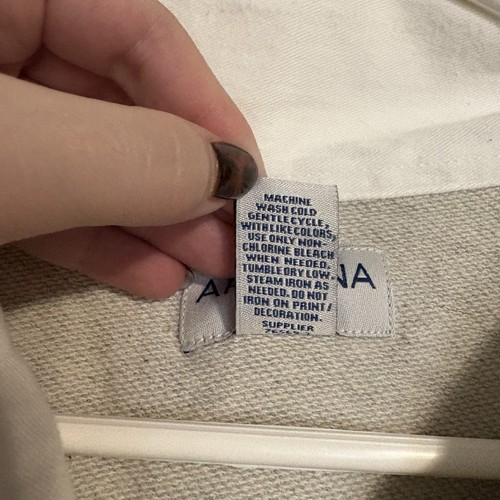 MACHINE
WASH COLD
GENTLE CYCLE,
WITH LIKE COLORS,
USE ONLY NON-
CHLORINE BLEACH
WHEN NEEDED,
TUMBLE DRY LOW.
STEAM IRON AS
NEEDED. DO NOT
IRON ON PRINT/
DECORATION.
SUPPLIER